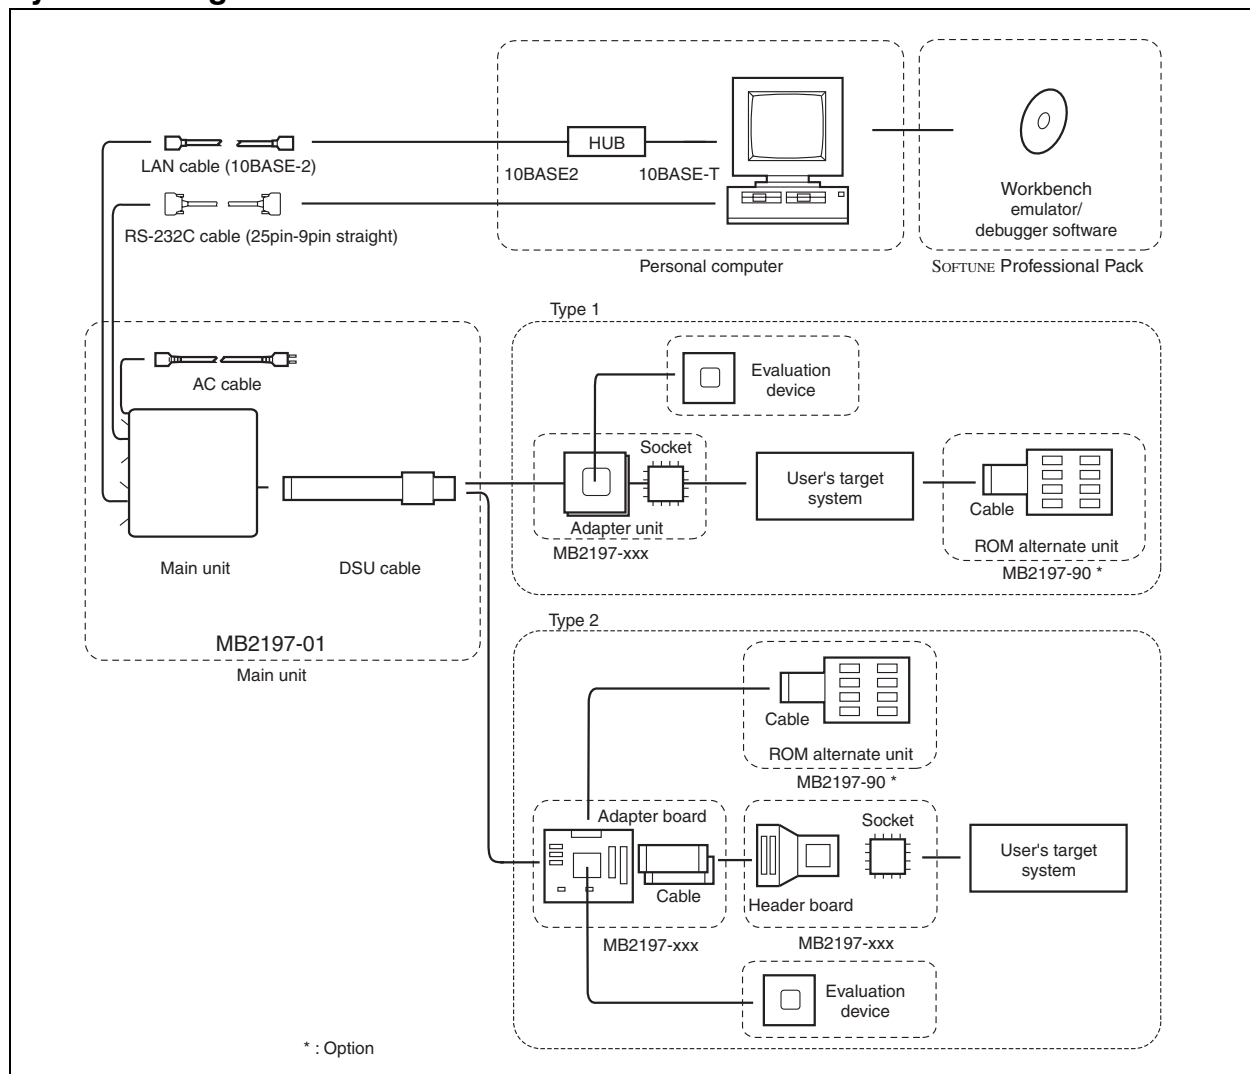 HUB
LAN cable (10BASE-2)
10BASE2
10BASE-T
RS-232C cable (25pin-9pin straight)
Workbench
emulator/
debugger software
Personal computer
SOFTUNE Professional Pack
Type 1
AC cable
Evaluation
device
Socket
User's target
system
Cable
Adapter unit
MB2197-xxx
ROM alternate unit
MB2197-90 *
Main unit
DSU cable
MB2197-01
Main unit
Type 2
Cable
ROM alternate unit
MB2197-90 *
Adapter board
Socket
User's target
system
Cable
Header board
MB2197-xxx
MB2197-xxx
Evaluation
device
* : Option